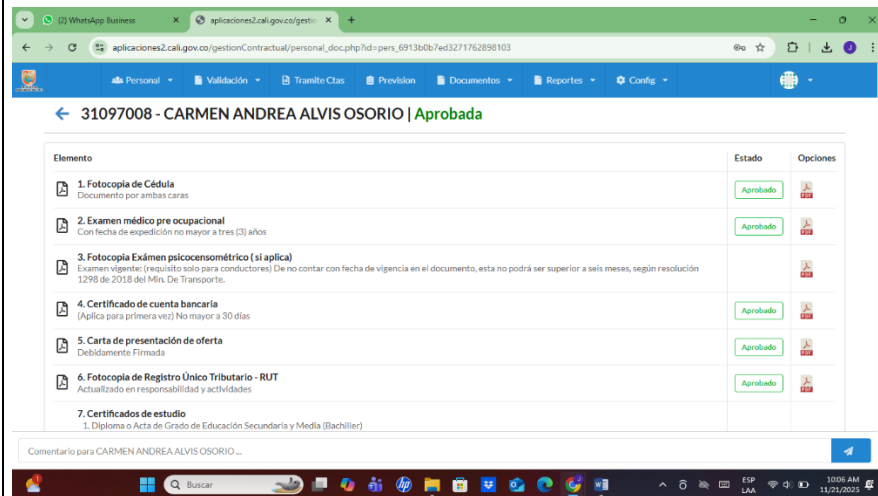 (2) WhatsApp Business
aplicaciones2.cali.gov.co/gestio
aplicaciones2.cali.gov.co/gestionContractual/personal_doc.php?id=pers_6913b0b7ed3271762898103
J
Personal Validación Tramite Ctas Prevision Documentos Reportes Config
31097008 - CARMEN ANDREA ALVIS OSORIO | Aprobada
Elemento Estado Opciones
1. Fotocopia de Cédula
Documento por ambas caras
Aprobado
PDF
2. Examen médico pre ocupacional
Con fecha de expedición no mayor a tres (3) años
Aprobado
PDF
3. Fotocopia Exámen psicocensométrico ( si aplica)
Examen vigente: (requisito solo para conductores) De no contar con fecha de vigencia en el documento, esta no podrá ser superior a seis meses, según resolución
1298 de 2018 del Min. De Transporte.
PDF
4. Certificado de cuenta bancaria
(Aplica para primera vez) No mayor a 30 días
Aprobado
PDF
5. Carta de presentación de oferta
Debidamente Firmada
Aprobado
PDF
6. Fotocopia de Registro Único Tributario - RUT
Actualizado en responsabilidad y actividades
Aprobado
PDF
7. Certificados de estudio
1. Diploma o Acta de Grado de Educación Secundaria y Media (Bachiller)
Comentario para CARMEN ANDREA ALVIS OSORIO ...
Buscar
ESP
LAA
10:06 AM
11/21/2025